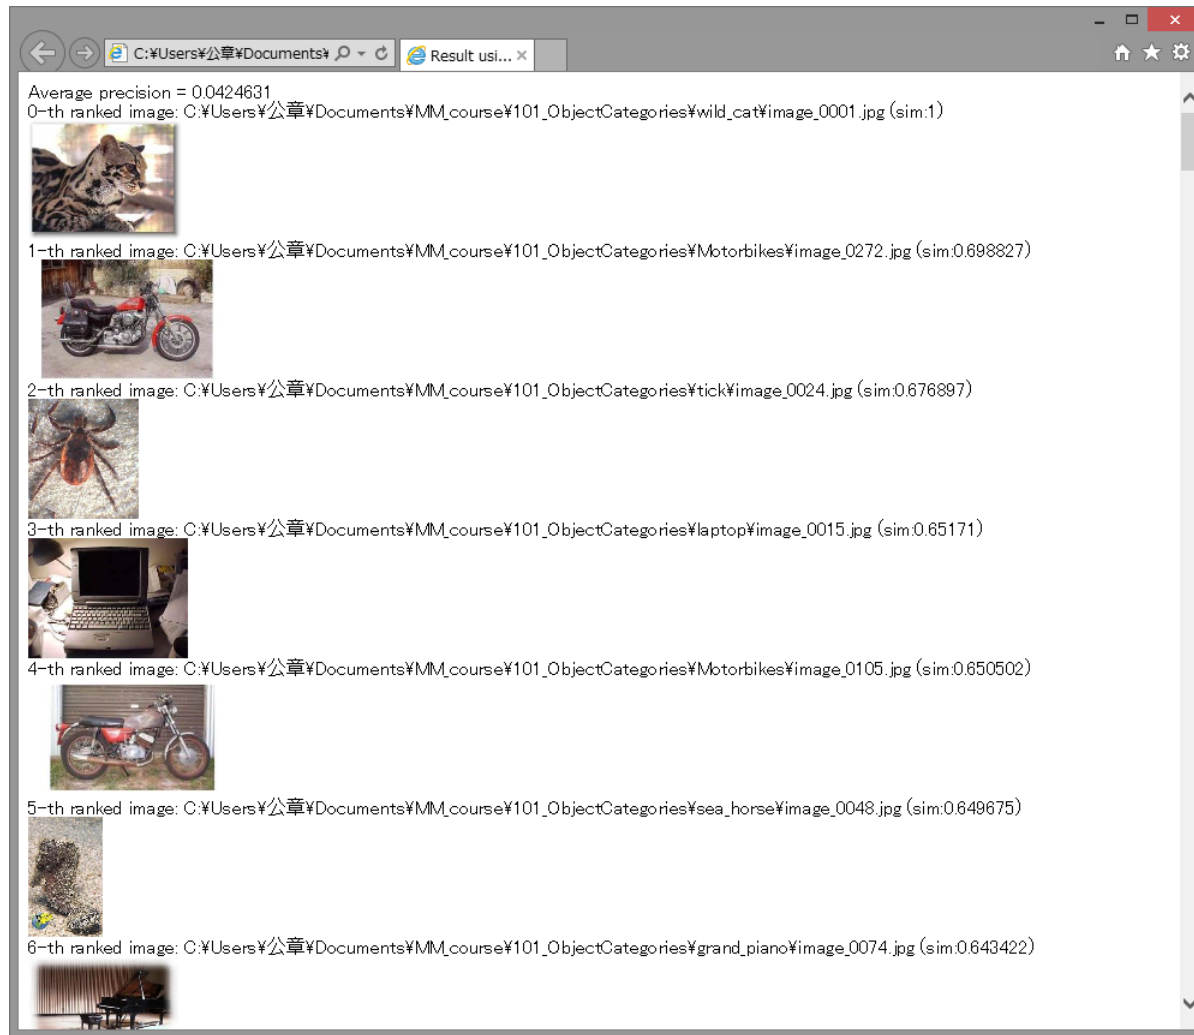 C:¥Users¥公章¥Documents¥
Result usi...
Average precision = 0.0424631
0-th ranked image: C:¥Users¥公章¥Documents¥MM_course¥101_ObjectCategories¥wild_cat¥image_0001.jpg (sim:1)
1-th ranked image: C:¥Users¥公章¥Documents¥MM_course¥101_ObjectCategories¥Motorbikes¥image_0272.jpg (sim:0.698827)
2-th ranked image: C:¥Users¥公章¥Documents¥MM_course¥101_ObjectCategories¥tick¥image_0024.jpg (sim:0.676897)
3-th ranked image: C:¥Users¥公章¥Documents¥MM_course¥101_ObjectCategories¥laptop¥image_0015.jpg (sim:0.65171)
4-th ranked image: C:¥Users¥公章¥Documents¥MM_course¥101_ObjectCategories¥Motorbikes¥image_0105.jpg (sim:0.650502)
5-th ranked image: C:¥Users¥公章¥Documents¥MM_course¥101_ObjectCategories¥sea_horse¥image_0048.jpg (sim:0.649675)
6-th ranked image: C:¥Users¥公章¥Documents¥MM_course¥101_ObjectCategories¥grand_piano¥image_0074.jpg (sim:0.643422)